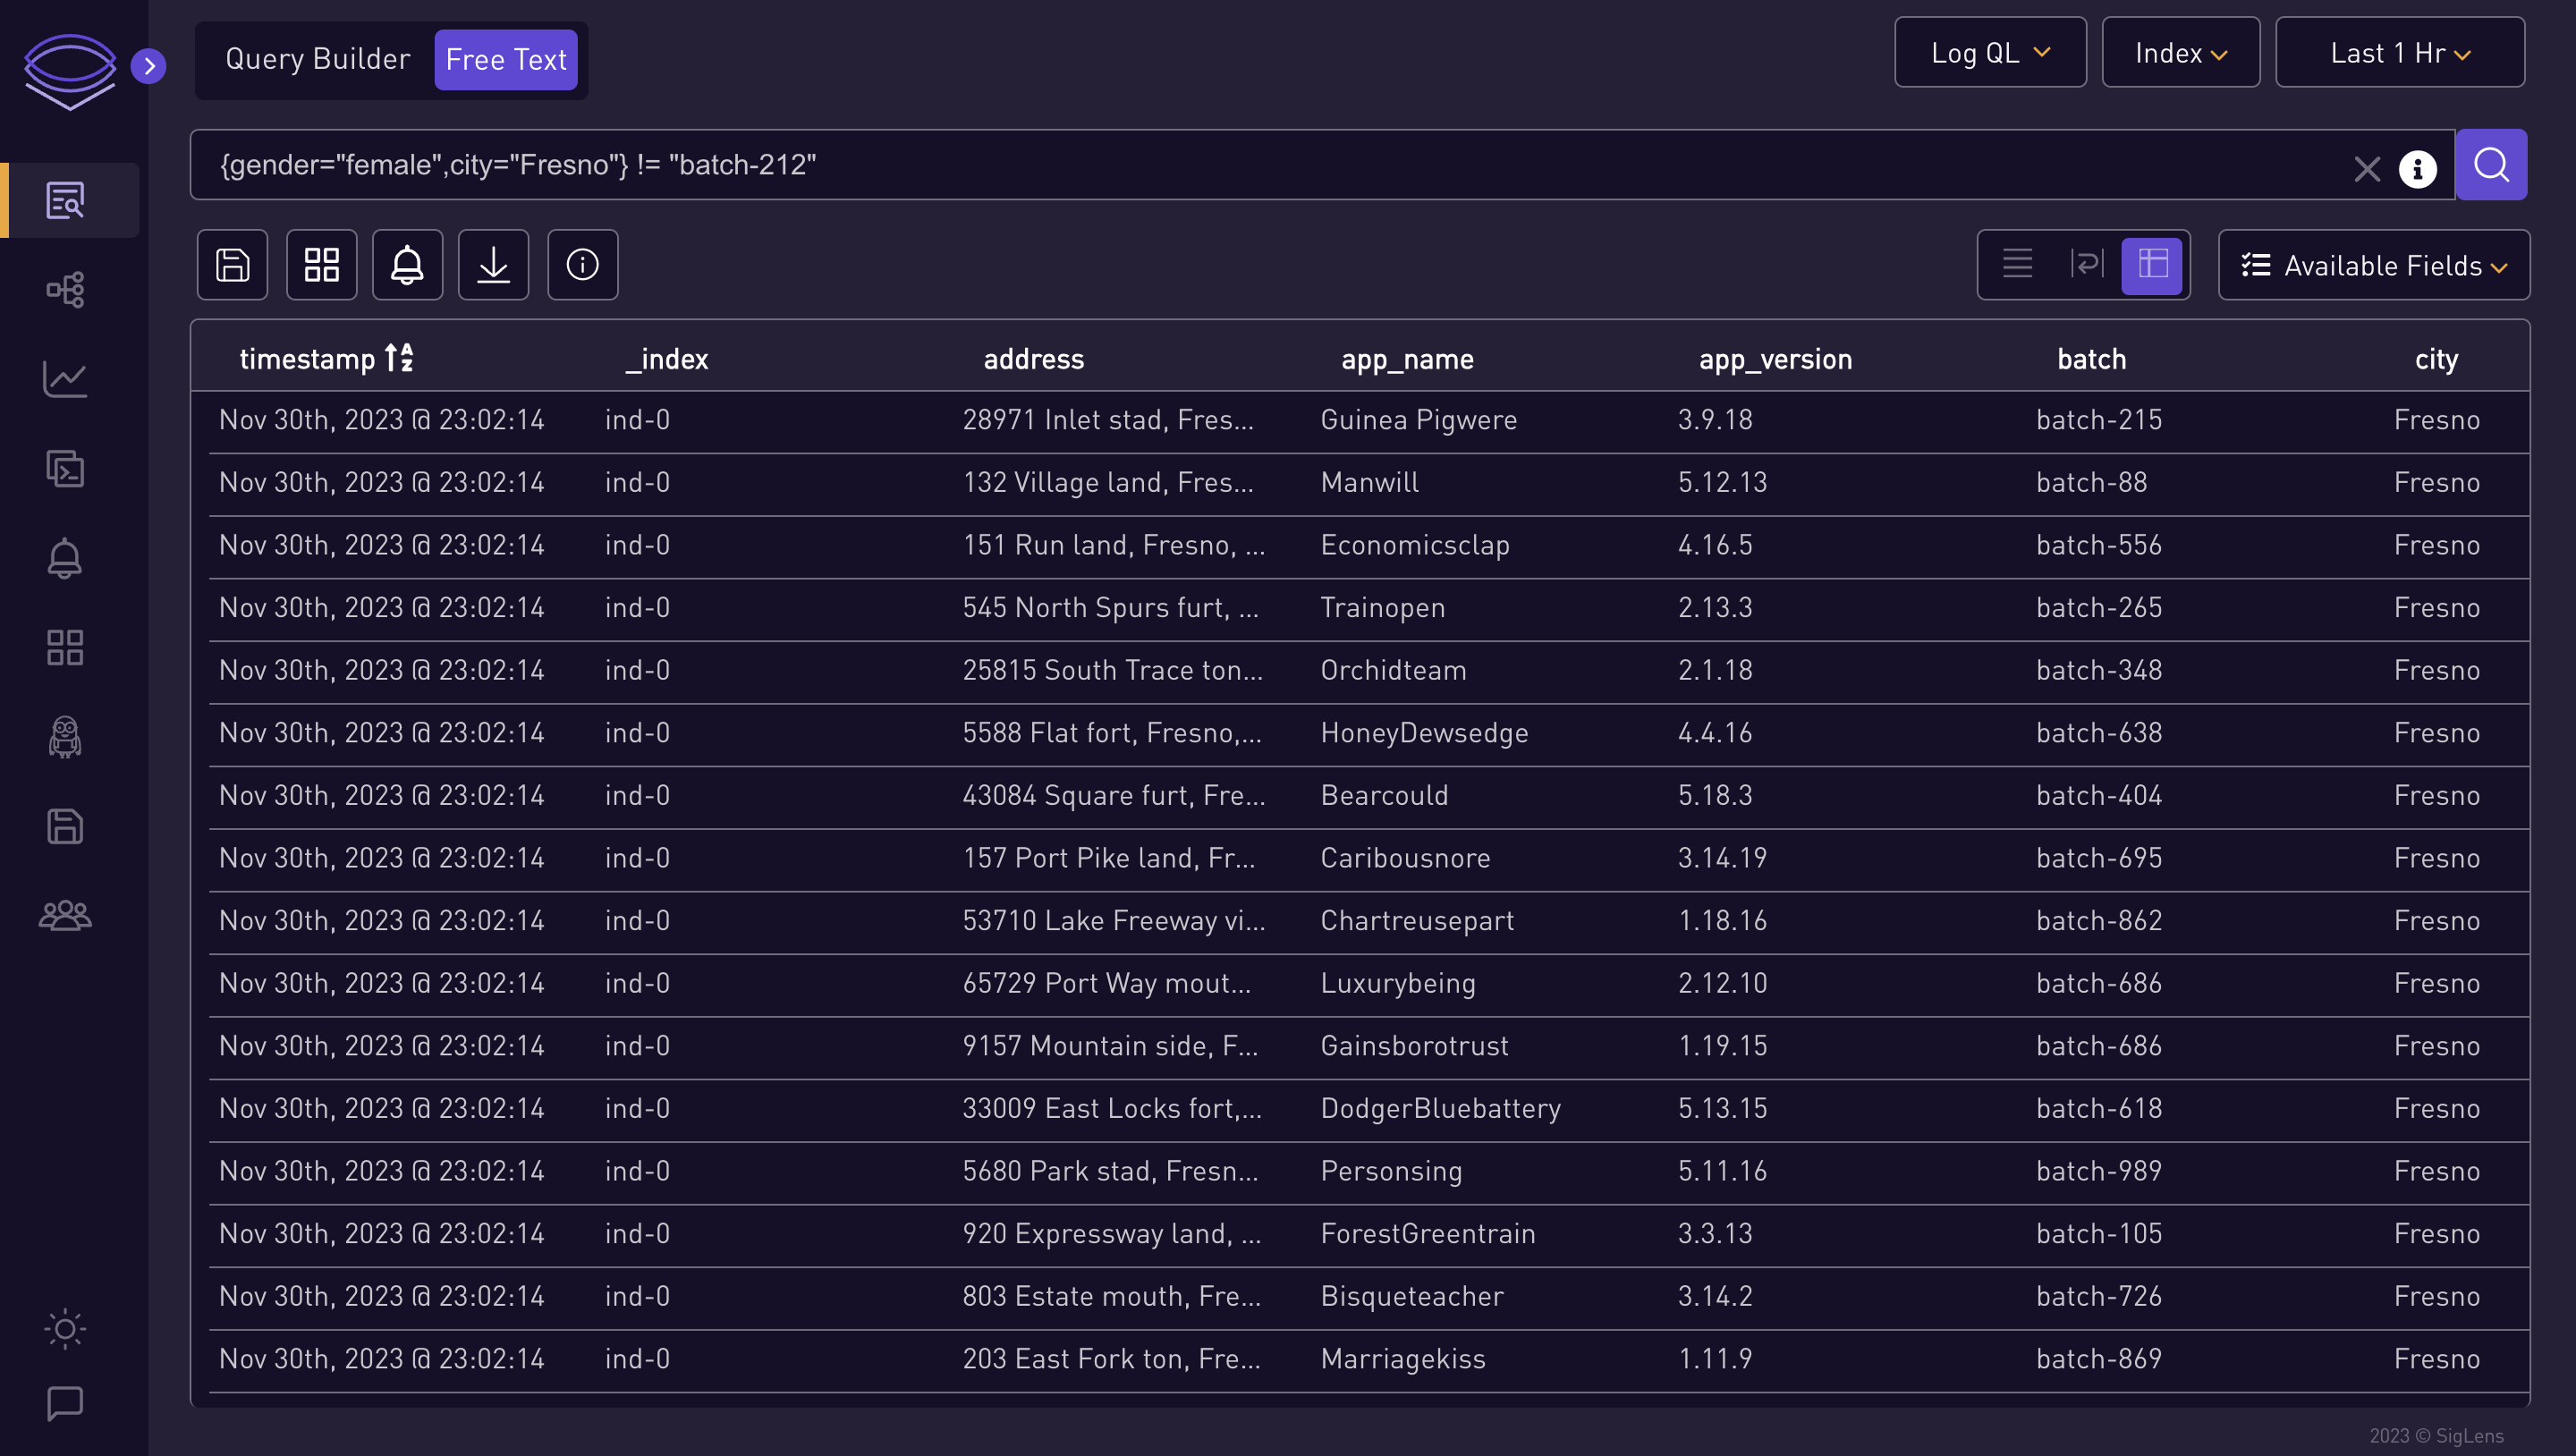 Query Builder Free Text Log QL Index Last 1 Hr
{gender="female",city="Fresno"} != "batch-212"
Available Fields
timestamp _index address app_name app_version batch city
Nov 30th, 2023 @ 23:02:14 ind-0 28971 Inlet stad, Fres... Guinea Pigwere 3.9.18 batch-215 Fresno
Nov 30th, 2023 @ 23:02:14 ind-0 132 Village land, Fres... Manwill 5.12.13 batch-88 Fresno
Nov 30th, 2023 @ 23:02:14 ind-0 151 Run land, Fresno, ... Economicsclap 4.16.5 batch-556 Fresno
Nov 30th, 2023 @ 23:02:14 ind-0 545 North Spurs furt, ... Trainopen 2.13.3 batch-265 Fresno
Nov 30th, 2023 @ 23:02:14 ind-0 25815 South Trace ton... Orchidteam 2.1.18 batch-348 Fresno
Nov 30th, 2023 @ 23:02:14 ind-0 5588 Flat fort, Fresno,... HoneyDewsedge 4.4.16 batch-638 Fresno
Nov 30th, 2023 @ 23:02:14 ind-0 43084 Square furt, Fre... Bearcould 5.18.3 batch-404 Fresno
Nov 30th, 2023 @ 23:02:14 ind-0 157 Port Pike land, Fr... Caribousnore 3.14.19 batch-695 Fresno
Nov 30th, 2023 @ 23:02:14 ind-0 53710 Lake Freeway vi... Chartreusepart 1.18.16 batch-862 Fresno
Nov 30th, 2023 @ 23:02:14 ind-0 65729 Port Way mout... Luxurybeing 2.12.10 batch-686 Fresno
Nov 30th, 2023 @ 23:02:14 ind-0 9157 Mountain side, F... Gainsborotrust 1.19.15 batch-686 Fresno
Nov 30th, 2023 @ 23:02:14 ind-0 33009 East Locks fort,... DodgerBluebattery 5.13.15 batch-618 Fresno
Nov 30th, 2023 @ 23:02:14 ind-0 5680 Park stad, Fresn... Personsing 5.11.16 batch-989 Fresno
Nov 30th, 2023 @ 23:02:14 ind-0 920 Expressway land, ... ForestGreentrain 3.3.13 batch-105 Fresno
Nov 30th, 2023 @ 23:02:14 ind-0 803 Estate mouth, Fre... Bisqueteacher 3.14.2 batch-726 Fresno
Nov 30th, 2023 @ 23:02:14 ind-0 203 East Fork ton, Fre... Marriagekiss 1.11.9 batch-869 Fresno
2023 © SigLens